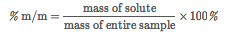 % m/m = mass of solute / mass of entire sample × 100%